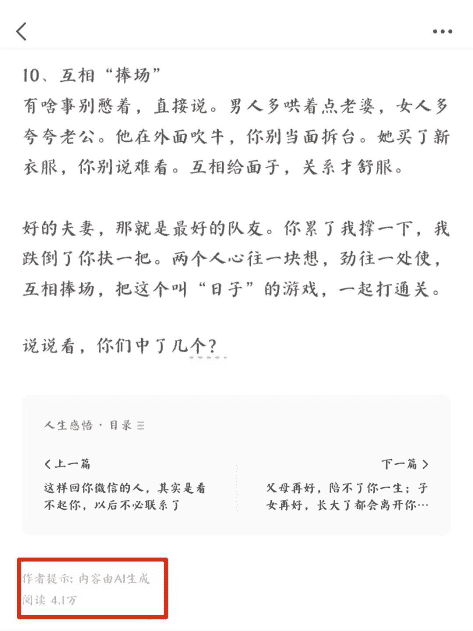 10、互相“捧场”
有啥事别憋着，直接说。男人多哄着点老婆，女人多
夸夸老公。他在外面吹牛，你别当面拆台。她买了新
衣服，你别说难看。互相给面子，关系才舒服。
好的夫妻，那就是最好的队友。你累了我撑一下，我
跌倒了你扶一把。两个人心往一块想，劲往一处使，
互相捧场，把这个叫“日子”的游戏，一起打通关。
说说看，你们中了几个？
人生感悟·目录
上一篇
这样回你微信的人，其实是看
不起你，以后不必联系了
下一篇
父母再好，陪不了你一生；子
女再好，长大了都会离开你…
作者提示: 内容由AI生成
阅读 4.1万